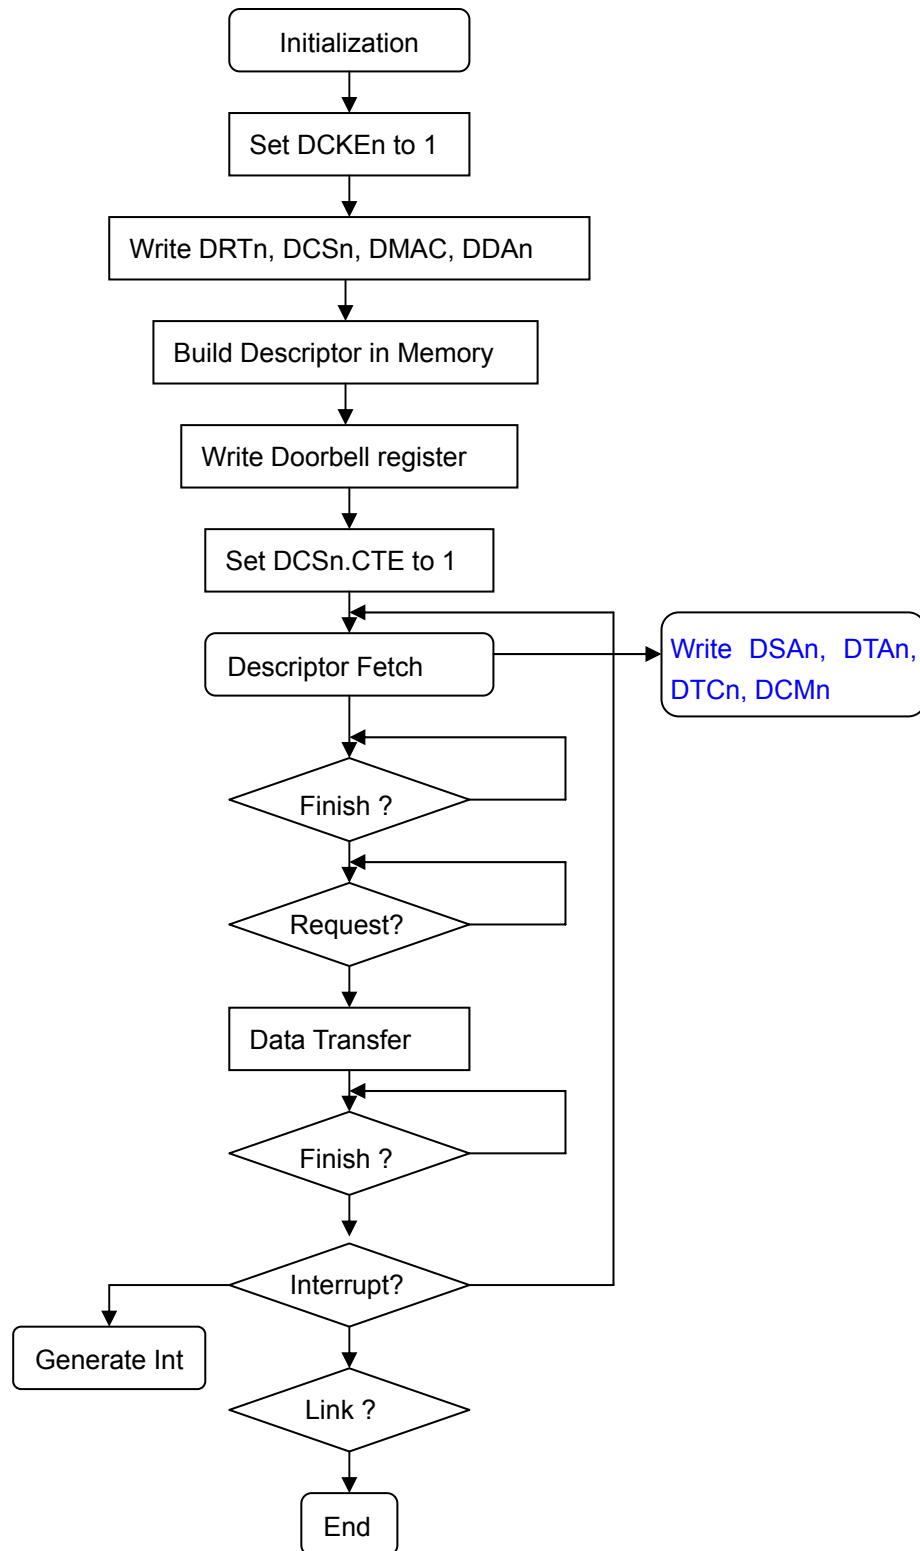 Initialization
Set DCKEn to 1
Write DRTn, DCSn, DMAC, DDAn
Build Descriptor in Memory
Write Doorbell register
Set DCSn.CTE to 1
Descriptor Fetch
Write DSAn, DTAn,
DTCn, DCMn
Finish ?
Request?
Data Transfer
Finish ?
Interrupt?
Generate Int
Link ?
End